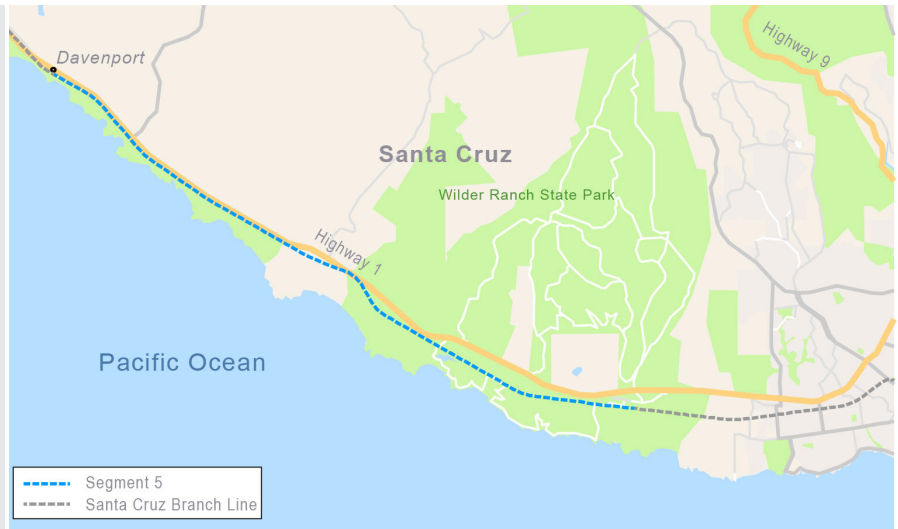 Davenport
Highway 9
Santa Cruz
Wilder Ranch State Park
Highway 1
Pacific Ocean
Segment 5
Santa Cruz Branch Line